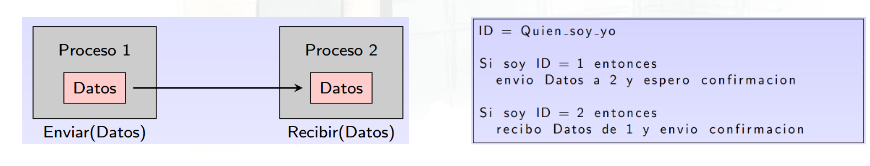 Proceso 1
Datos
Enviar(Datos)
Proceso 2
Datos
Recibir(Datos)
ID = Quien_soy_yo
Si soy ID = 1 entonces
envio Datos a 2 y espero confirmacion
Si soy ID = 2 entonces
recibo Datos de 1 y envio confirmacion